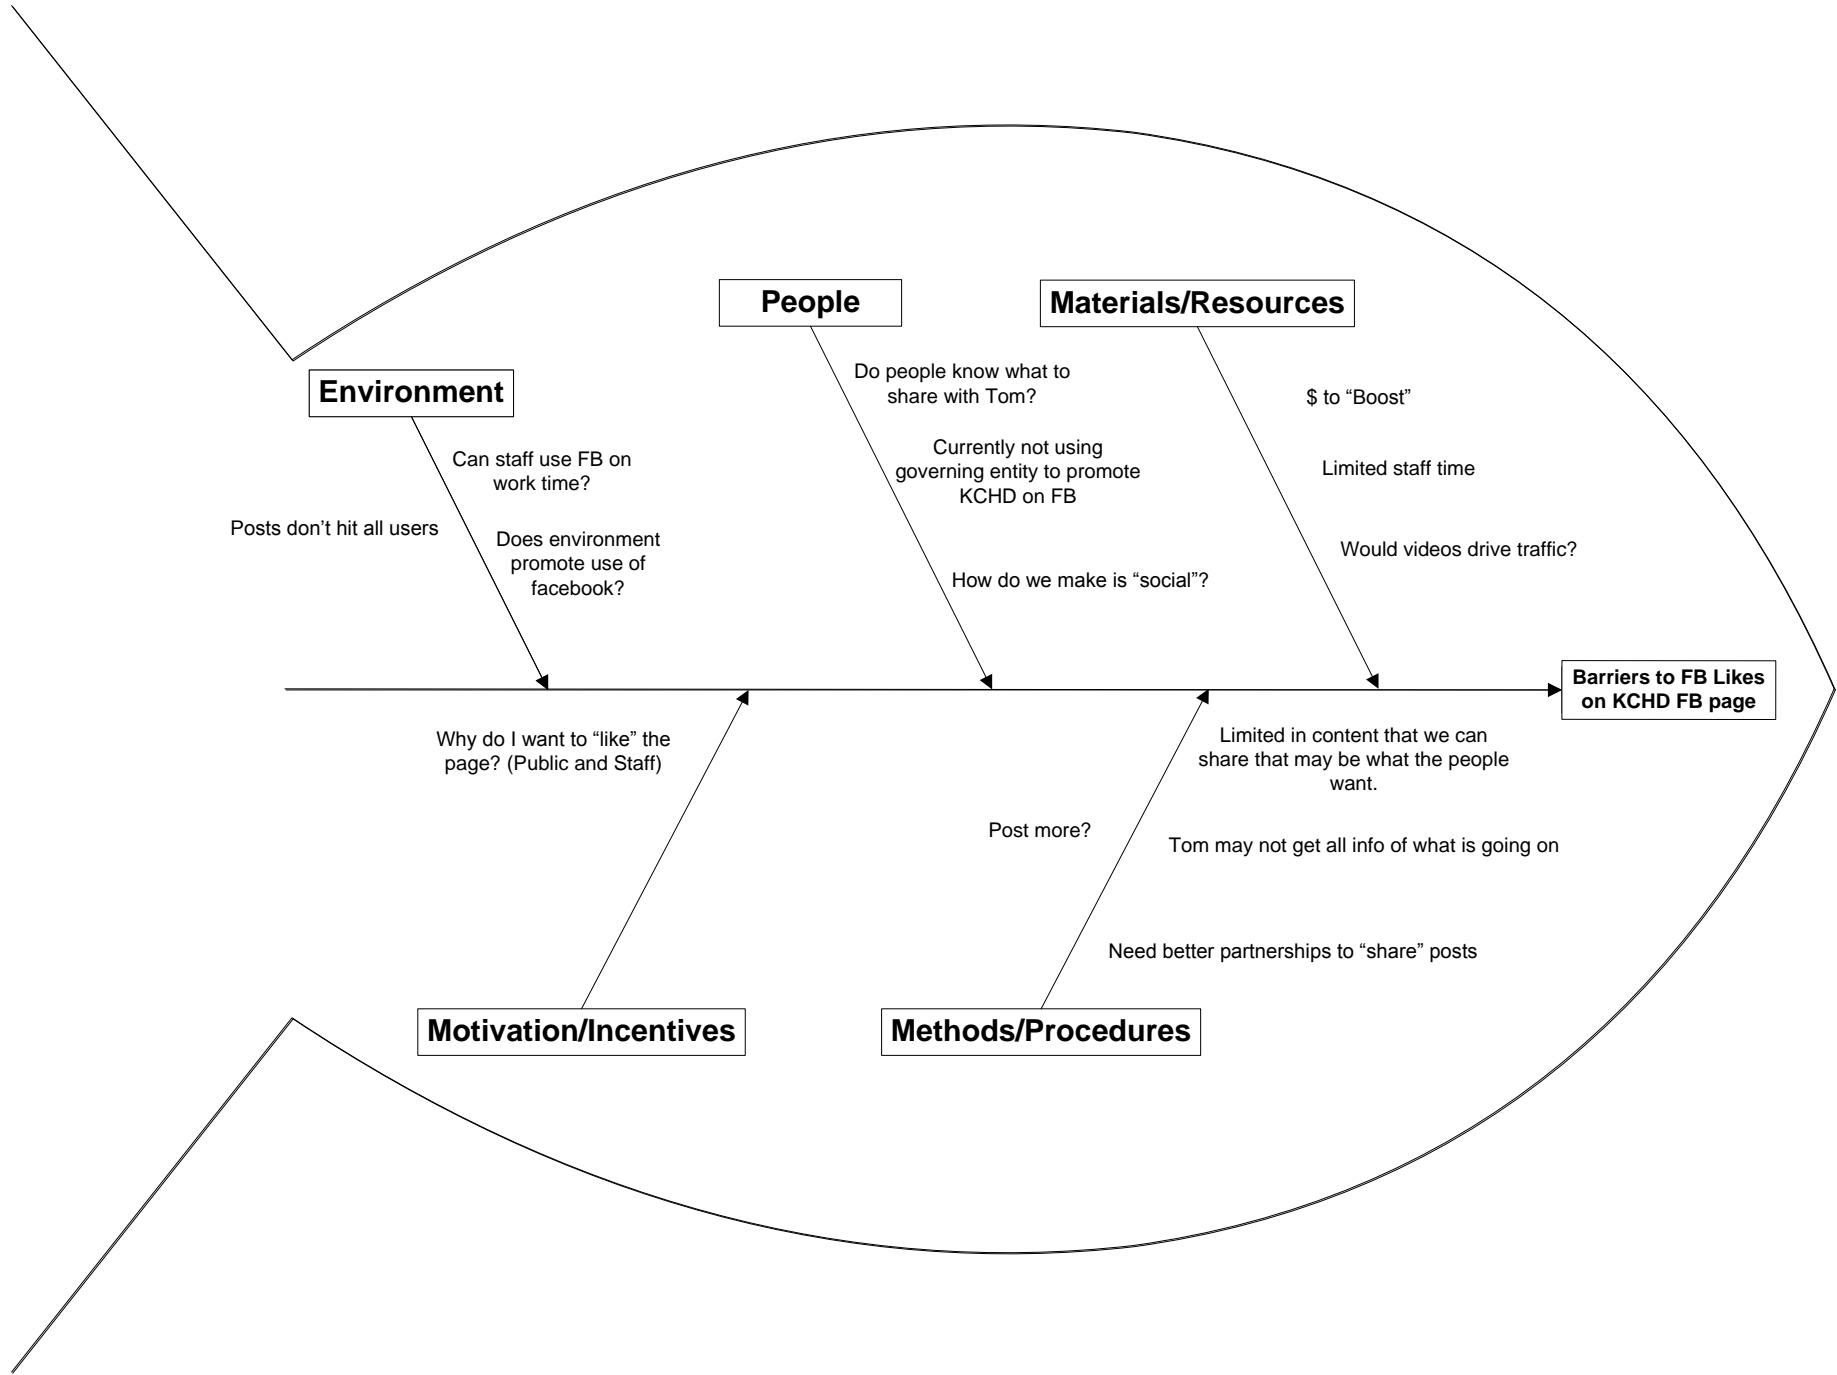 People
Materials/Resources
Environment
Do people know what to
share with Tom?
$ to “Boost”
Can staff use FB on
work time?
Currently not using
governing entity to promote
KCHD on FB
Limited staff time
Posts don’t hit all users
Does environment
promote use of
facebook?
How do we make is “social”?
Would videos drive traffic?
Barriers to FB Likes
on KCHD FB page
Why do I want to “like” the
page? (Public and Staff)
Limited in content that we can
share that may be what the people
want.
Post more?
Tom may not get all info of what is going on
Need better partnerships to “share” posts
Motivation/Incentives
Methods/Procedures